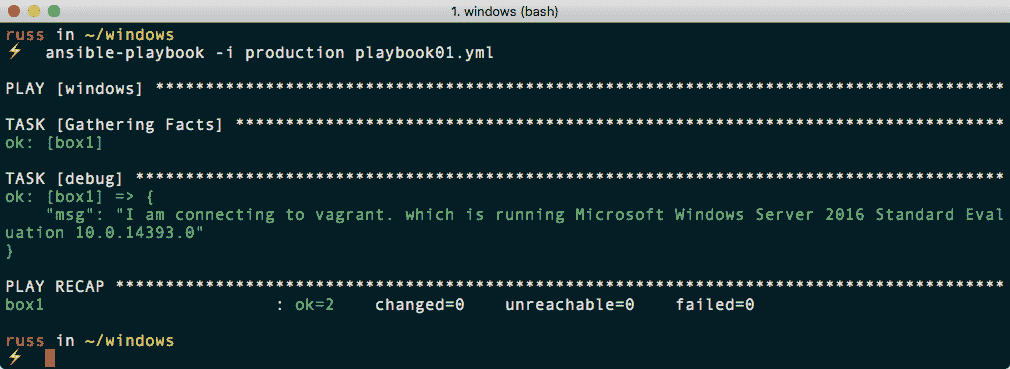 1. windows (bash)
russ in ~/windows
⚡ ansible-playbook -i production playbook01.yml
PLAY [windows] *************************************************************************************
TASK [Gathering Facts] *****************************************************************************
ok: [box1]
TASK [debug] ***************************************************************************************
ok: [box1] => {
    "msg": "I am connecting to vagrant. which is running Microsoft Windows Server 2016 Standard Eval
uation 10.0.14393.0"
}
PLAY RECAP *****************************************************************************************
box1                       : ok=2    changed=0    unreachable=0    failed=0
russ in ~/windows
⚡